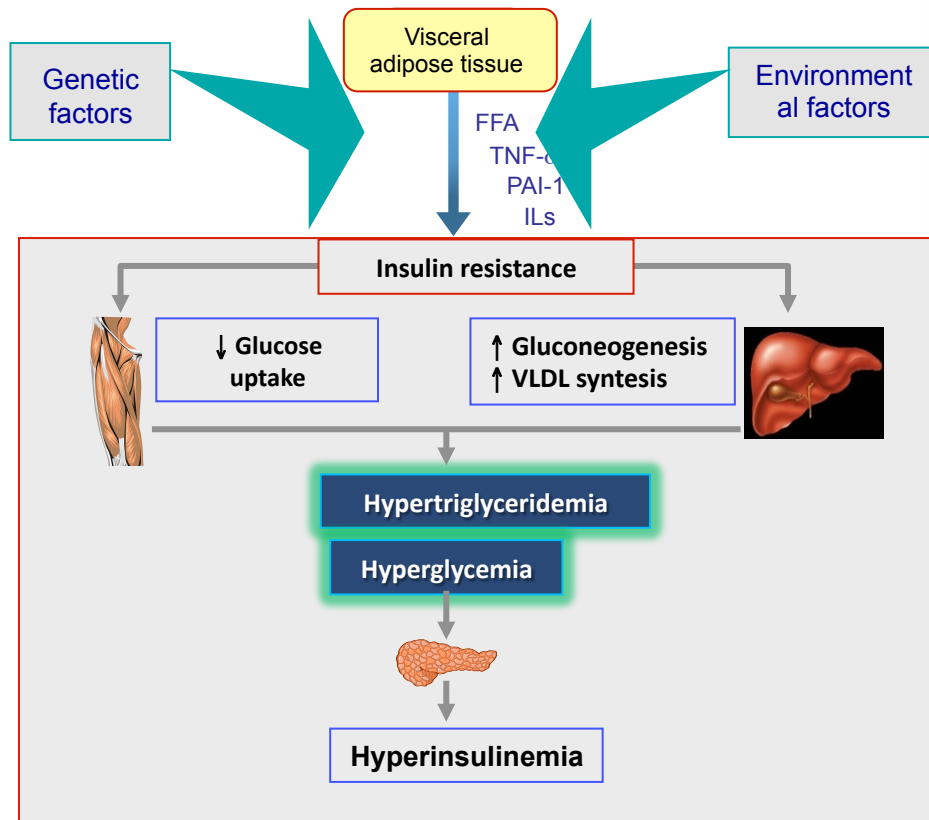 Visceral
adipose tissue
Genetic
factors
Environment
al factors
FFA
TNF-
PAI-1
ILs
Insulin resistance
↓ Glucose
uptake
↑ Gluconeogenesis
↑ VLDL syntesis
Hypertriglyceridemia
Hyperglycemia
Hyperinsulinemia